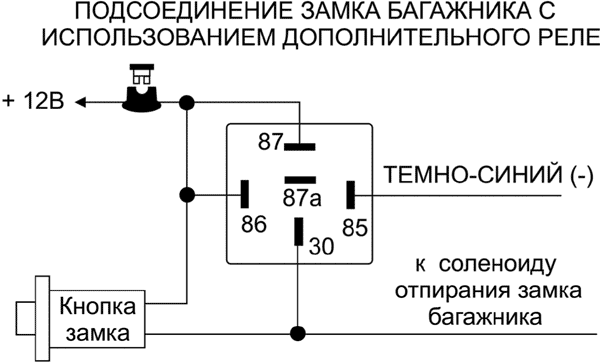 ПОДСОЕДИНЕНИЕ ЗАМКА БАГАЖНИКА С
ИСПОЛЬЗОВАНИЕМ ДОПОЛНИТЕЛЬНОГО РЕЛЕ
+ 12В
87
ТЕМНО-СИНИЙ (-)
87а
86
85
30
к соленоиду
отпирания замка
багажника
Кнопка
замка